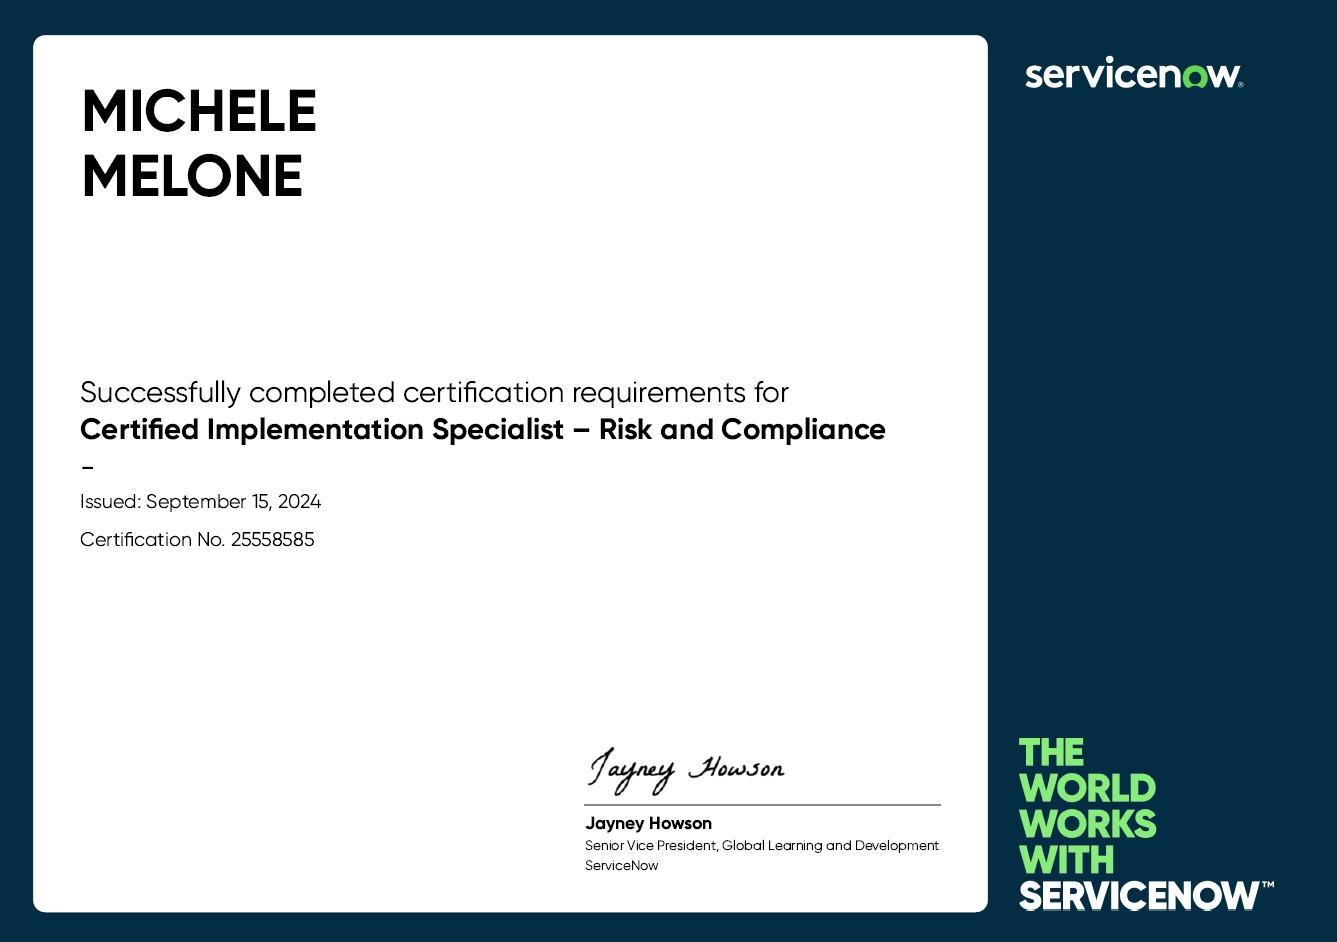 MICHELE
MELONE
servicenow®
Successfully completed certification requirements for
Certified Implementation Specialist – Risk and Compliance
–
Issued: September 15, 2024
Certification No. 25558585
Jayney Howson
Jayney Howson
Senior Vice President, Global Learning and Development
ServiceNow
THE
WORLD
WORKS
WITH
SERVICENOW™